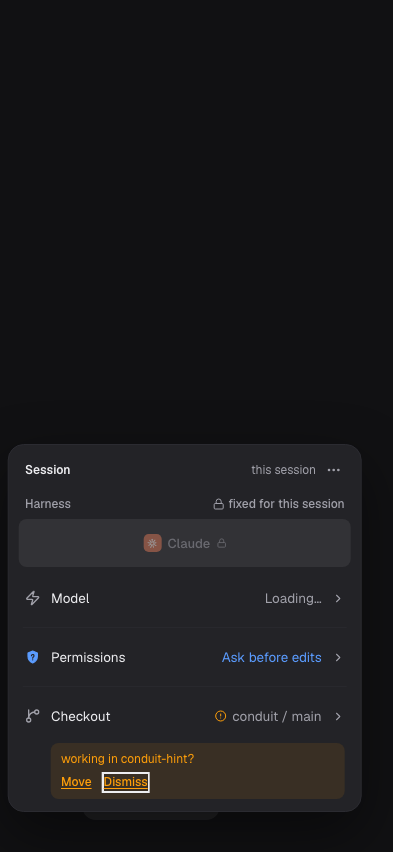 Session this session
Harness fixed for this session
Claude
Model Loading...
Permissions Ask before edits
Checkout conduit / main
working in conduit-hint?
Move Dismiss